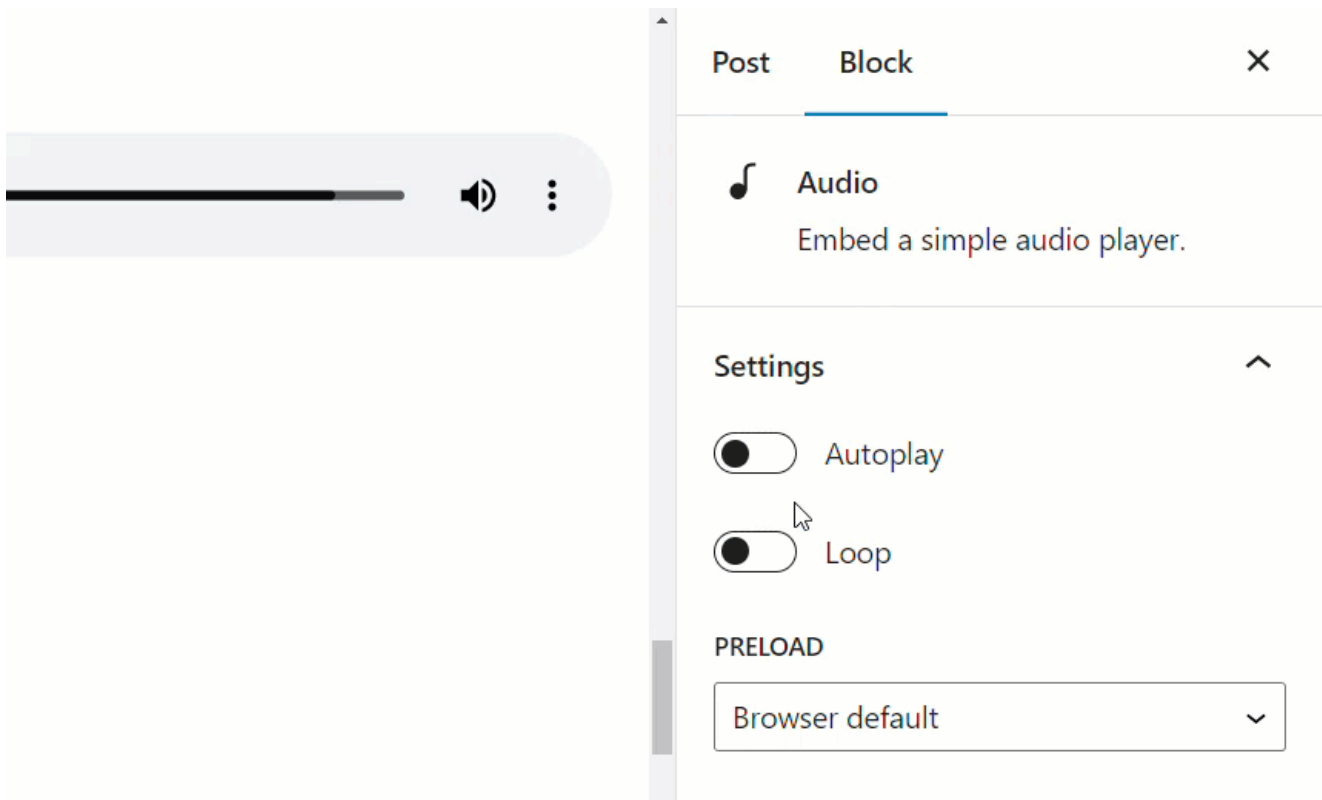 Post Block
Audio
Embed a simple audio player.
Settings
Autoplay
Loop
PRELOAD
Browser default